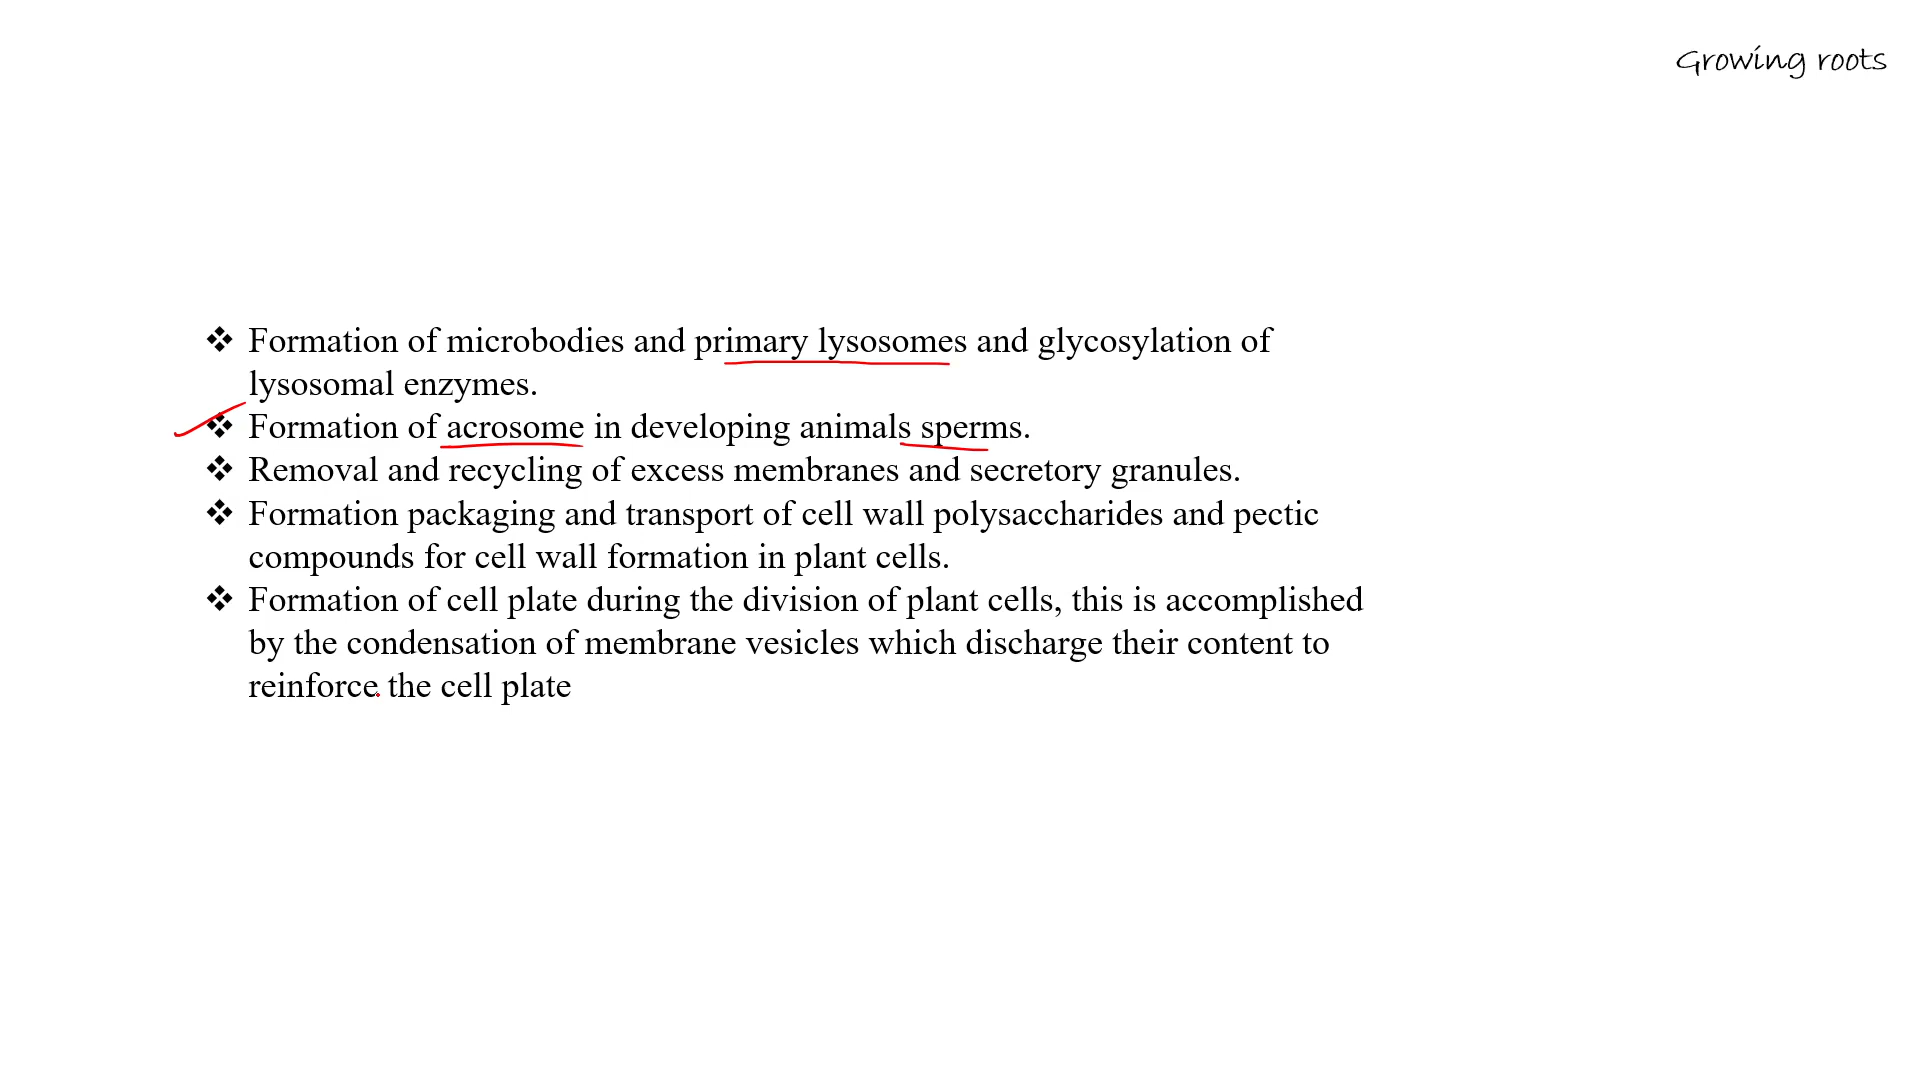 Growing roots
❖ Formation of microbodies and primary lysosomes and glycosylation of
lysosomal enzymes.
❖ Formation of acrosome in developing animals sperms.
❖ Removal and recycling of excess membranes and secretory granules.
❖ Formation packaging and transport of cell wall polysaccharides and pectic
compounds for cell wall formation in plant cells.
❖ Formation of cell plate during the division of plant cells, this is accomplished
by the condensation of membrane vesicles which discharge their content to
reinforce the cell plate